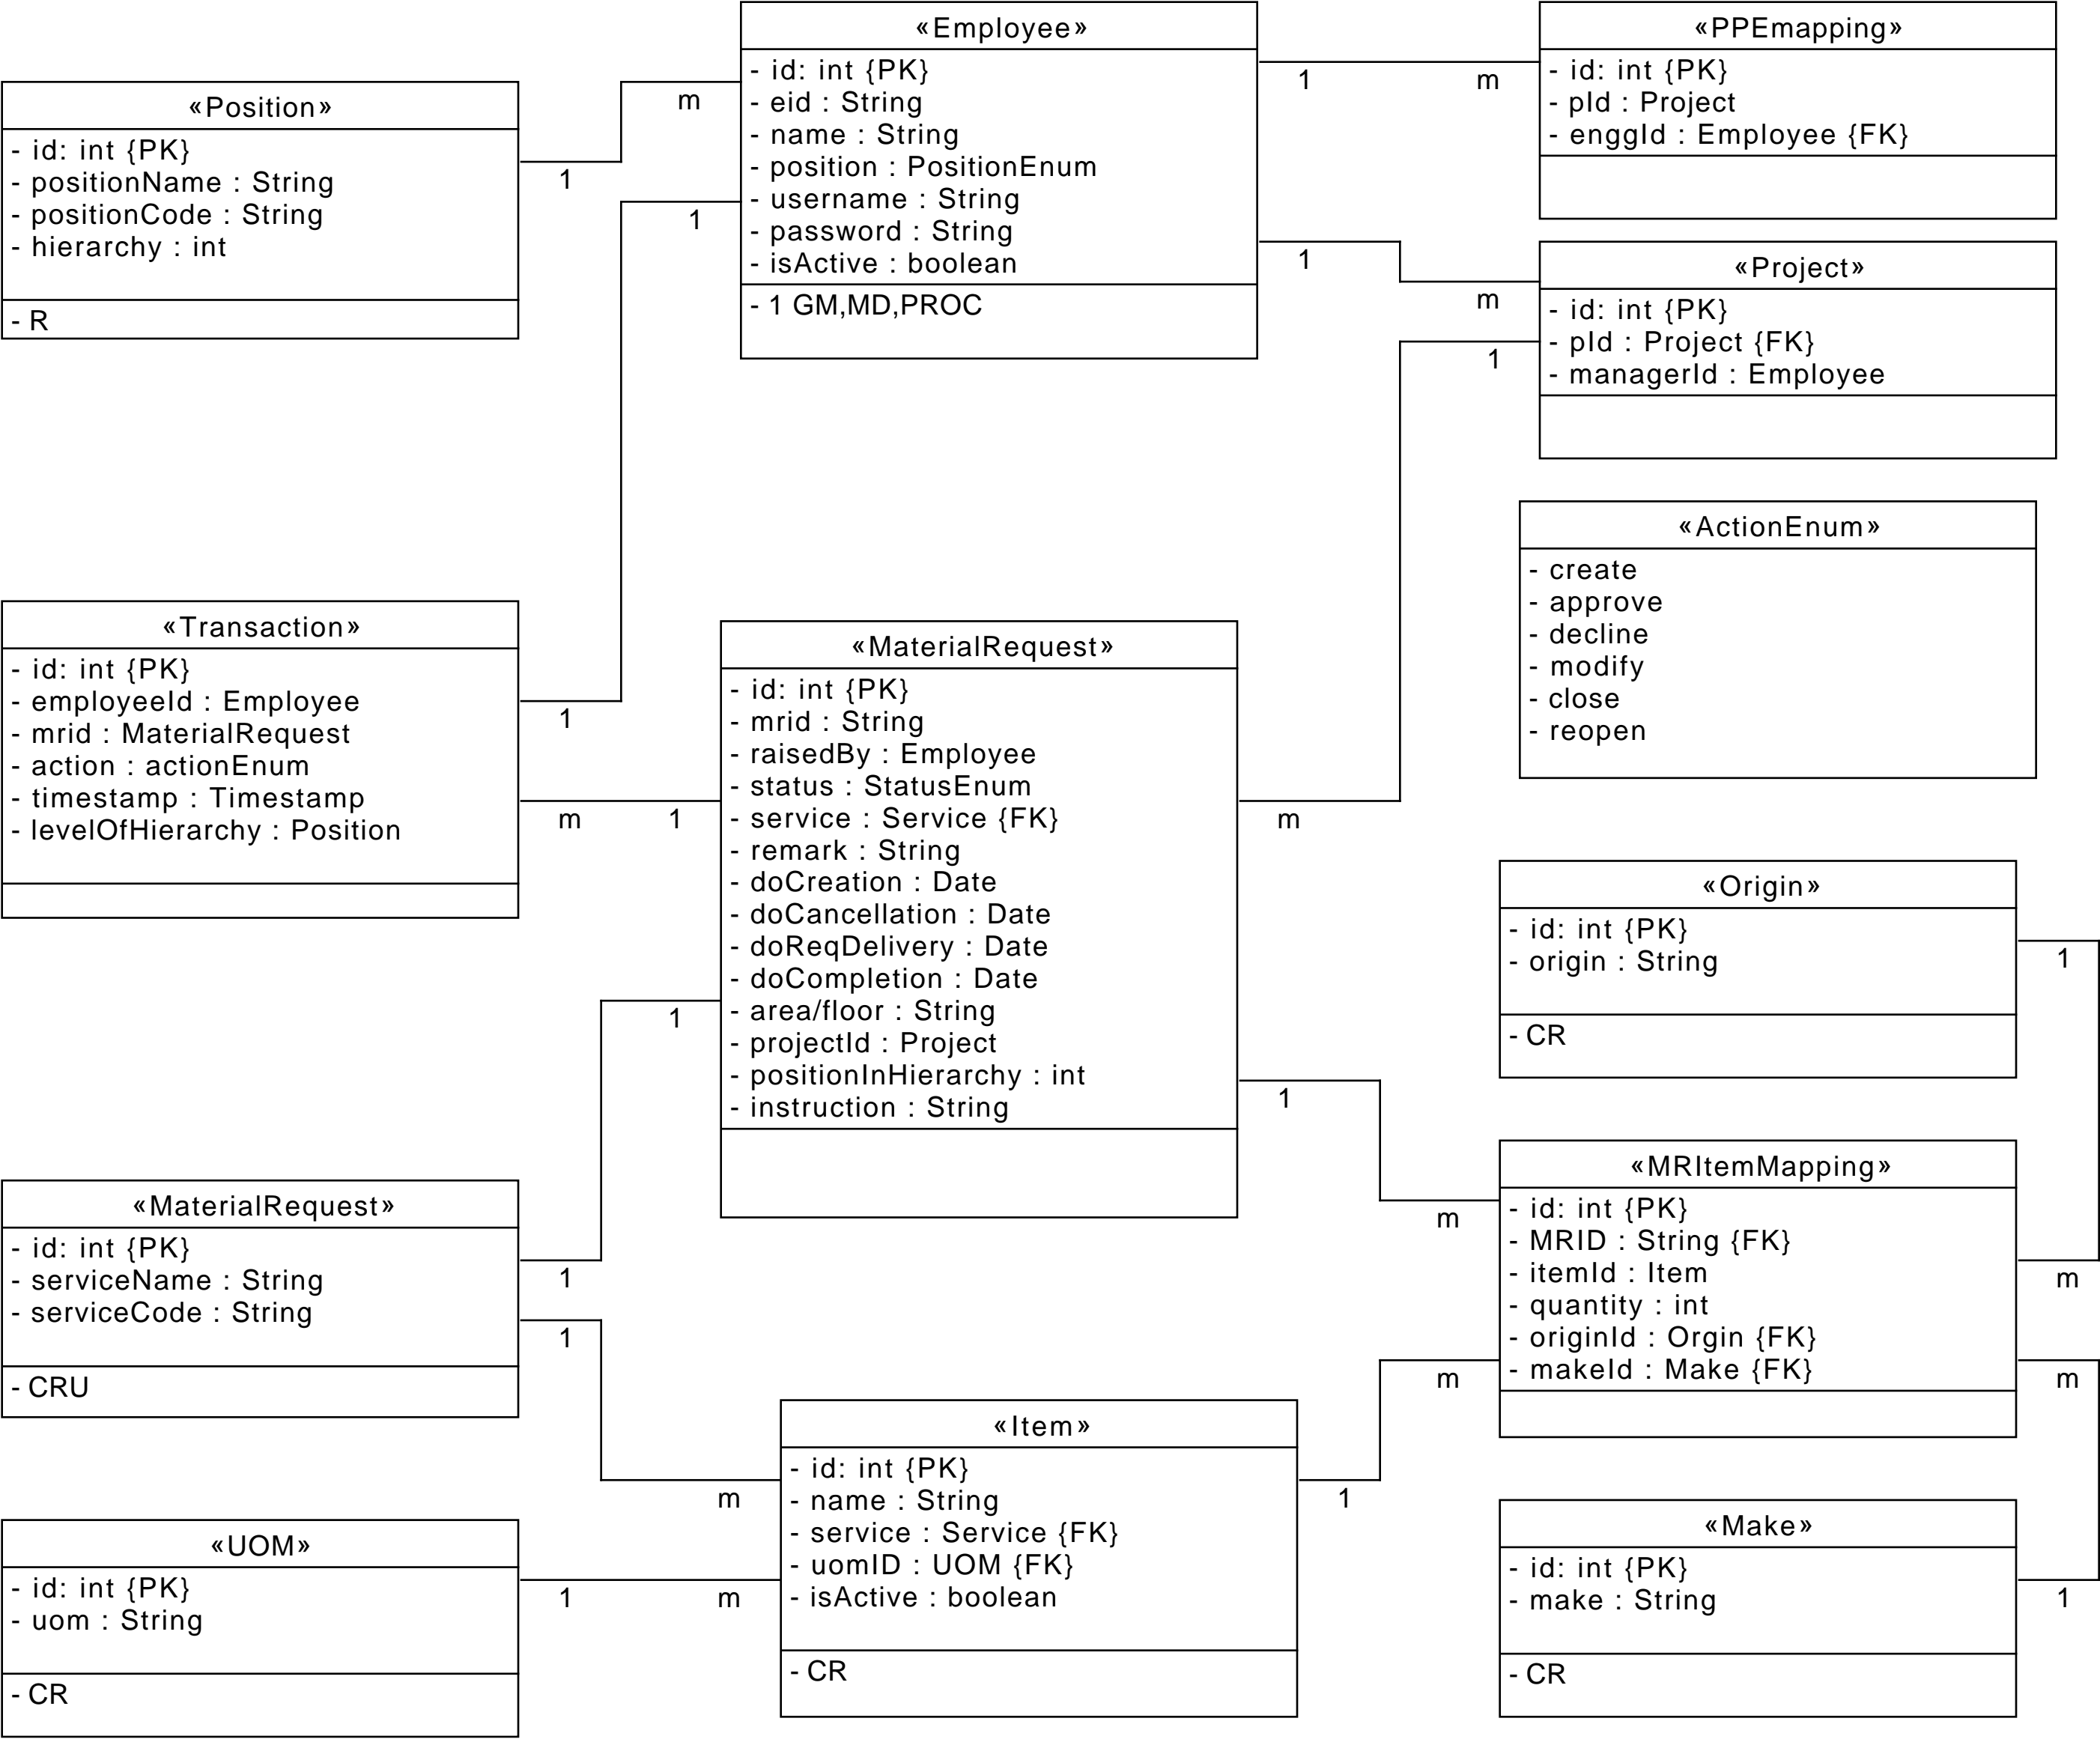 «Employee»
- id: int {PK}
- eid : String
- name : String
- position : PositionEnum
- username : String
- password : String
- isActive : boolean
- 1 GM,MD,PROC
«PPEmapping»
- id: int {PK}
- pId : Project
- enggId : Employee {FK}
1
m
«Position»
- id: int {PK}
- positionName : String
- positionCode : String
- hierarchy : int
- R
m
1
1
«Project»
- id: int {PK}
- pId : Project {FK}
- managerId : Employee
1
m
1
«ActionEnum»
- create
- approve
- decline
- modify
- close
- reopen
«Transaction»
- id: int {PK}
- employeeId : Employee
- mrid : MaterialRequest
- action : actionEnum
- timestamp : Timestamp
- levelOfHierarchy : Position
1
m
1
«MaterialRequest»
- id: int {PK}
- mrid : String
- raisedBy : Employee
- status : StatusEnum
- service : Service {FK}
- remark : String
- doCreation : Date
- doCancellation : Date
- doReqDelivery : Date
- doCompletion : Date
- area/floor : String
- projectId : Project
- positionInHierarchy : int
- instruction : String
m
1
1
«Origin»
- id: int {PK}
- origin : String
- CR
1
«MRItemMapping»
- id: int {PK}
- MRID : String {FK}
- itemId : Item
- quantity : int
- originId : Orgin {FK}
- makeId : Make {FK}
m
m
m
m
«MaterialRequest»
- id: int {PK}
- serviceName : String
- serviceCode : String
- CRU
1
1
«Item»
- id: int {PK}
- name : String
- service : Service {FK}
- uomID : UOM {FK}
- isActive : boolean
- CR
m
1
m
«UOM»
- id: int {PK}
- uom : String
- CR
1
«Make»
- id: int {PK}
- make : String
- CR
1